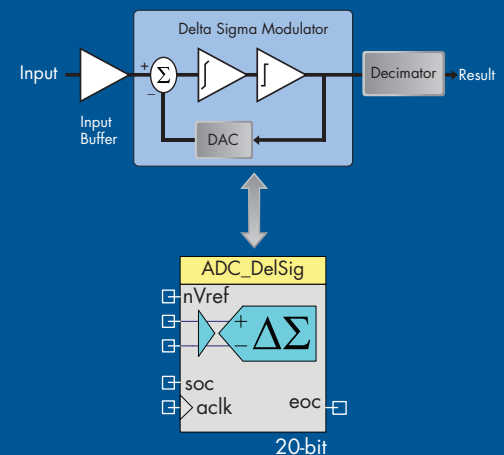 Delta Sigma Modulator
Input
+
Σ
−
Decimator
Result
Input
Buffer
DAC
ADC_DelSig
nVref
+
ΔΣ
−
soc
aclk
eoc
20-bit